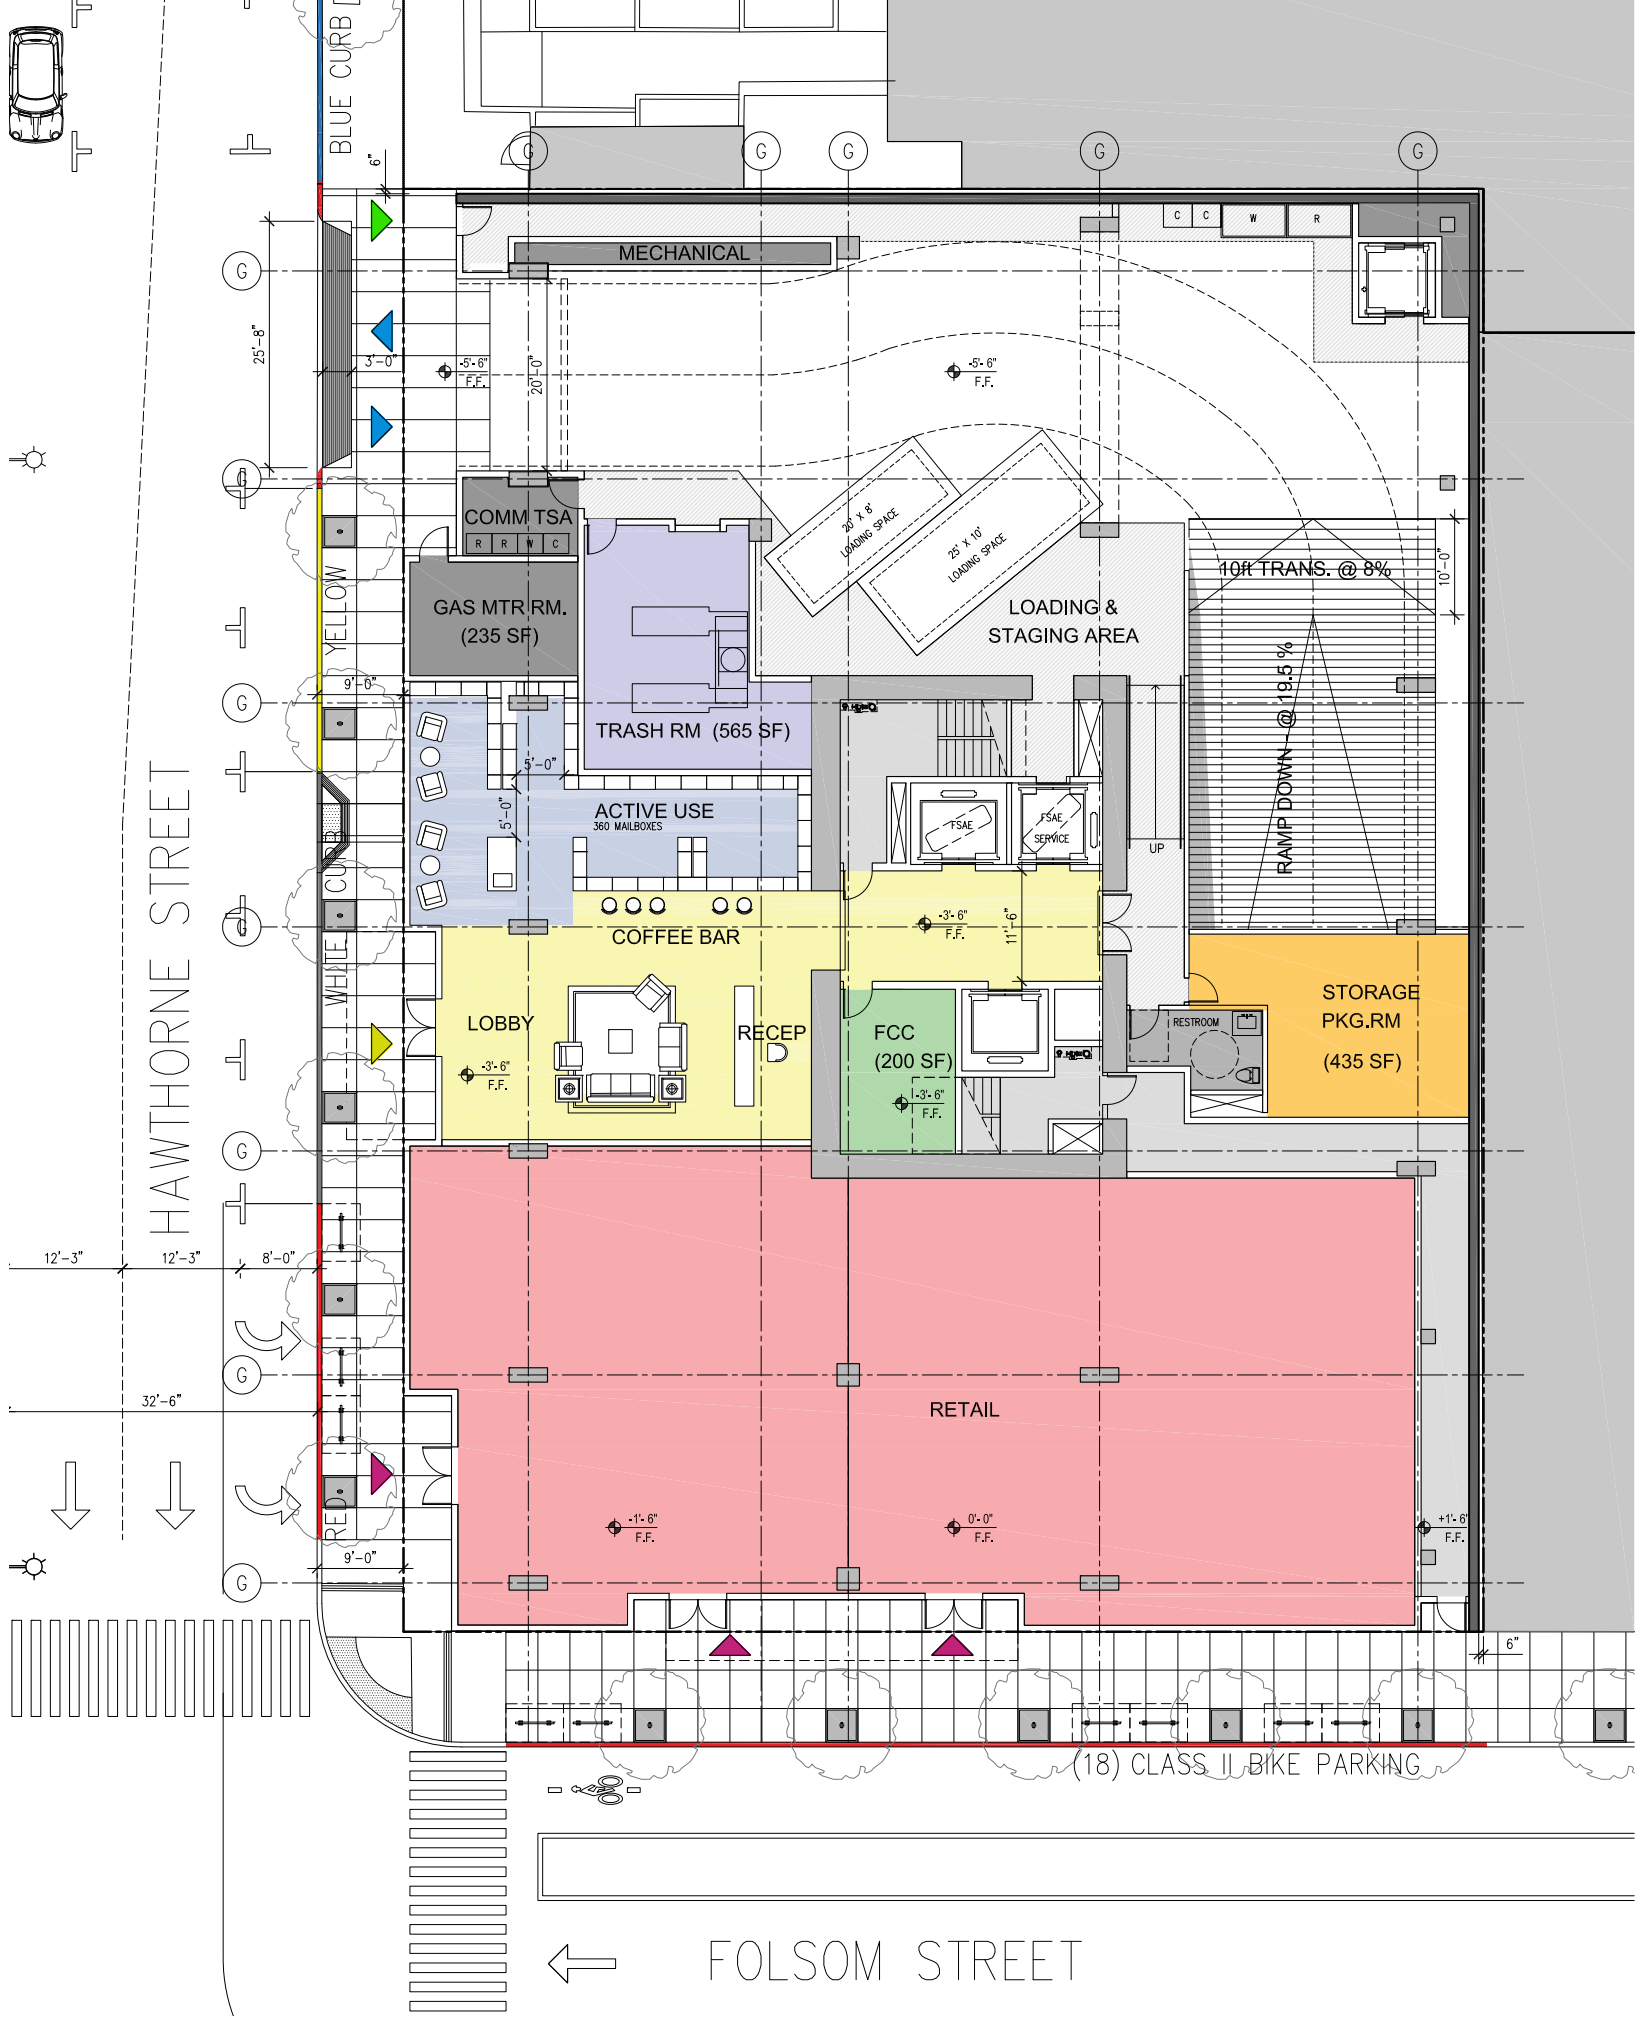 BLUE CURB
6"
G
G
G
G
G
C
C
W
R
MECHANICAL
G
25'-8"
3'-0"
-5'-6"
F.F.
20'-0"
-5'-6"
F.F.
G
COMM TSA
R
R
W
C
20' X 8'
LOADING SPACE
25' X 10'
LOADING SPACE
10ft TRANS. @ 8%
10'-0"
YELLOW
GAS MTR RM.
(235 SF)
LOADING &
STAGING AREA
RAMP DOWN - @ 19.5 %
9'-0"
G
TRASH RM (565 SF)
5'-0"
5'-0"
ACTIVE USE
360 MAILBOXES
FSAE
FSAE
SERVICE
UP
HAWTHORNE STREET
WHITE CURB
G
COFFEE BAR
-3'-6"
F.F.
11'-6"
LOBBY
RECEP
FCC
(200 SF)
RESTROOM
STORAGE
PKG.RM
(435 SF)
-3'-6"
F.F.
-3'-6"
F.F.
G
12'-3"
12'-3"
8'-0"
G
32'-6"
RETAIL
RED
-1'-6"
F.F.
0'-0"
F.F.
+1'-6"
F.F.
9'-0"
G
6"
(18) CLASS II BIKE PARKING
FOLSOM STREET